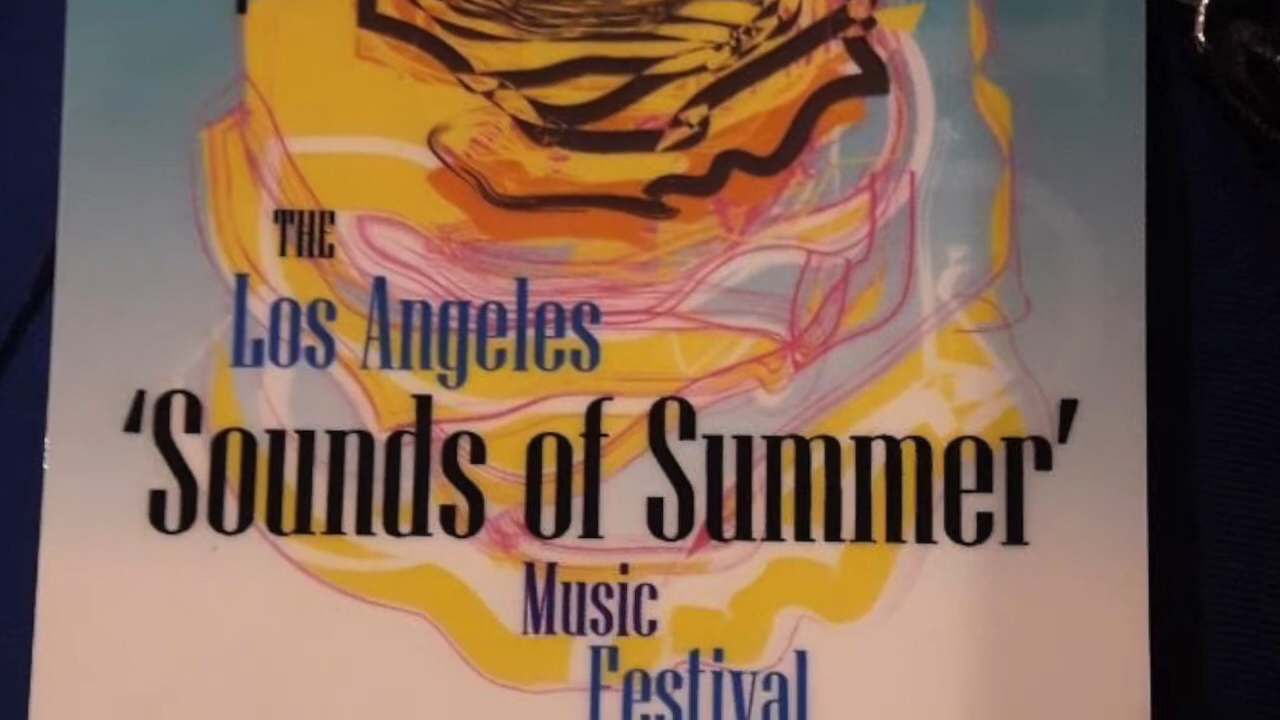 THE
Los Angeles
'Sounds of Summer'
Music
Festival